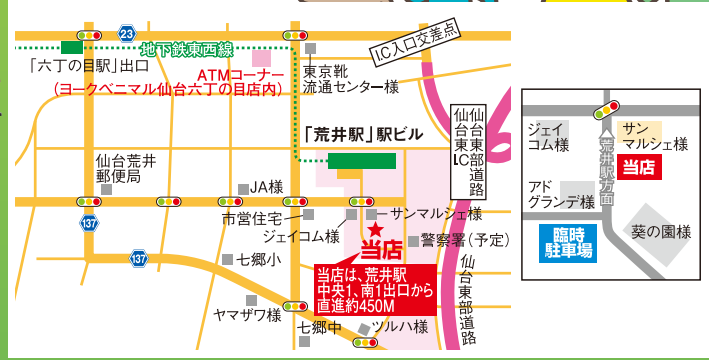 23
地下鉄東西線
IC入口交差点
「六丁の目駅」出口
ATMコーナー
(ヨークベニマル仙台六丁の目店内)
東京靴
流通センター様
「荒井駅」駅ビル
仙台東部道路
仙台東I.C
仙台荒井
郵便局
JA様
市営住宅
サンマルシェ様
ジェイコム様
137
当店
警察署(予定)
137
七郷小
当店は、荒井駅
中央1、南1出口から
直進約450M
仙台東部道路
ヤマザワ様
七郷中
ツルハ様
ジェイ
コム様
サン
マルシェ様
当店
荒井駅方面
アド
グランデ様
臨時
駐車場
葵の園様